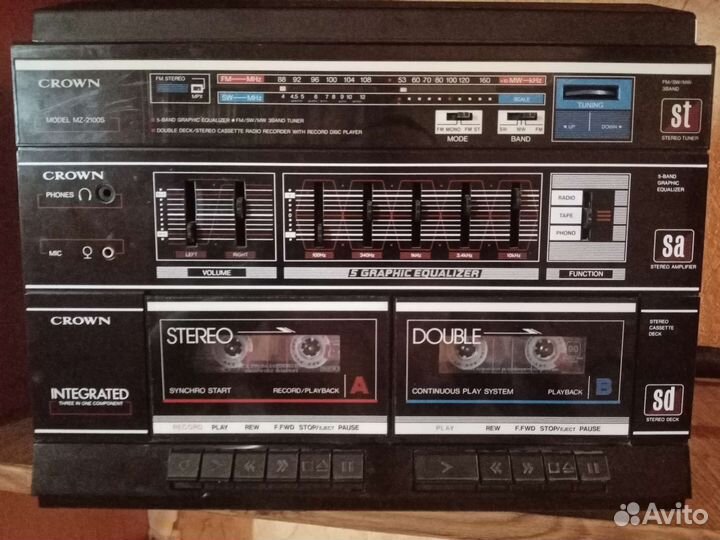 CROWN
MODEL MZ-2100S
FM STEREO
MPX
FM—MHz 88 92 96 100 104 108 • 53 60 70 80 100 120 160 MW-kHz
4 4.5 5 6 7 8 9 10 12
SW—MHz
SCALE
5-BAND GRAPHIC EQUALIZER ★ FM/SW/MW 3BAND TUNER
DOUBLE DECK/STEREO CASSETTE RADIO RECORDER WITH RECORD DISC PLAYER
FM MONO FM ST
MODE
SW MW FM
BAND
TUNING
UP DOWN
FM/SW/MW
3BAND
st
STEREO TUNER
CROWN
PHONES
MIC
LEFT RIGHT
VOLUME
100Hz 340Hz 1kHz 3.4kHz 10kHz
5 GRAPHIC EQUALIZER
RADIO
TAPE
PHONO
FUNCTION
5-BAND
GRAPHIC
EQUALIZER
sa
STEREO AMPLIFIER
CROWN
INTEGRATED
THREE IN ONE COMPONENT
STEREO
SYNCHRO START RECORD/PLAYBACK A
RECORD PLAY REW F.FWD STOP/EJECT PAUSE
DOUBLE
90
CONTINUOUS PLAY SYSTEM PLAYBACK B
PLAY REW F.FWD STOP/EJECT PAUSE
STEREO
CASSETTE
DECK
sd
STEREO DECK
Avito